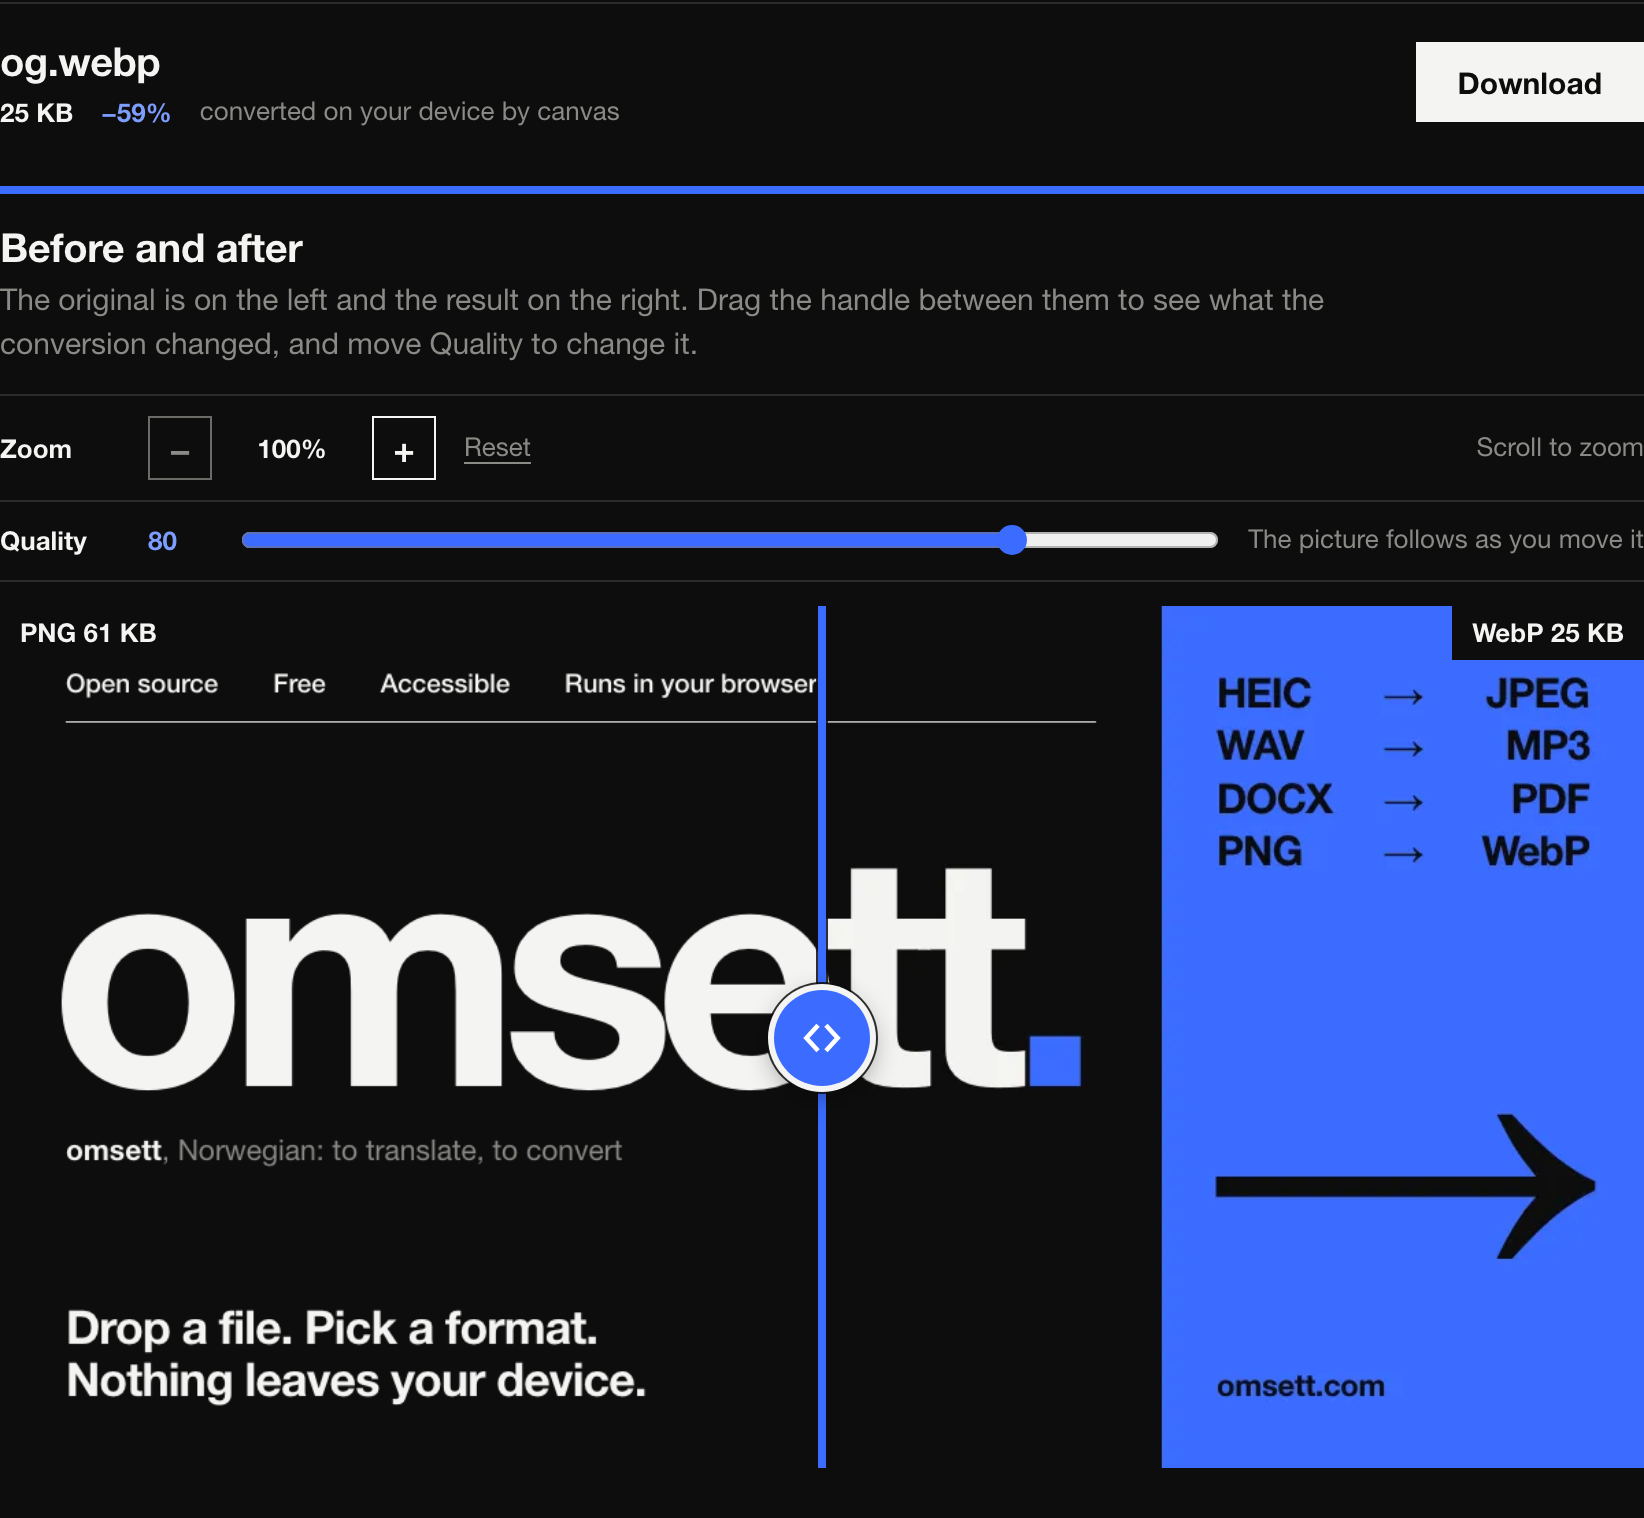 og.webp
Download
25 KB –59% converted on your device by canvas
Before and after
The original is on the left and the result on the right. Drag the handle between them to see what the
conversion changed, and move Quality to change it.
Zoom – 100% + Reset Scroll to zoom
Quality 80 The picture follows as you move it
PNG 61 KB
WebP 25 KB
Open source Free Accessible Runs in your browser
HEIC → JPEG
WAV → MP3
DOCX → PDF
PNG → WebP
omsett.
omsett, Norwegian: to translate, to convert
Drop a file. Pick a format.
Nothing leaves your device.
omsett.com